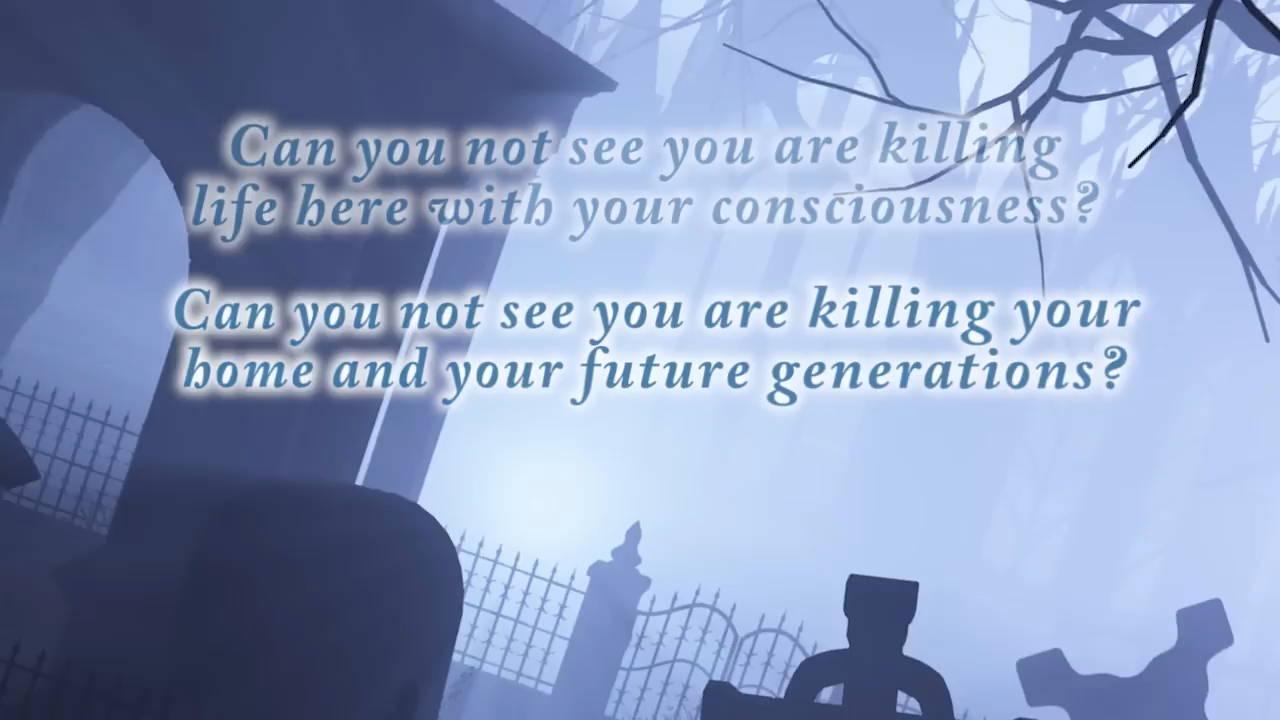 Can you not see you are killing
life here with your consciousness?
Can you not see you are killing your
home and your future generations?